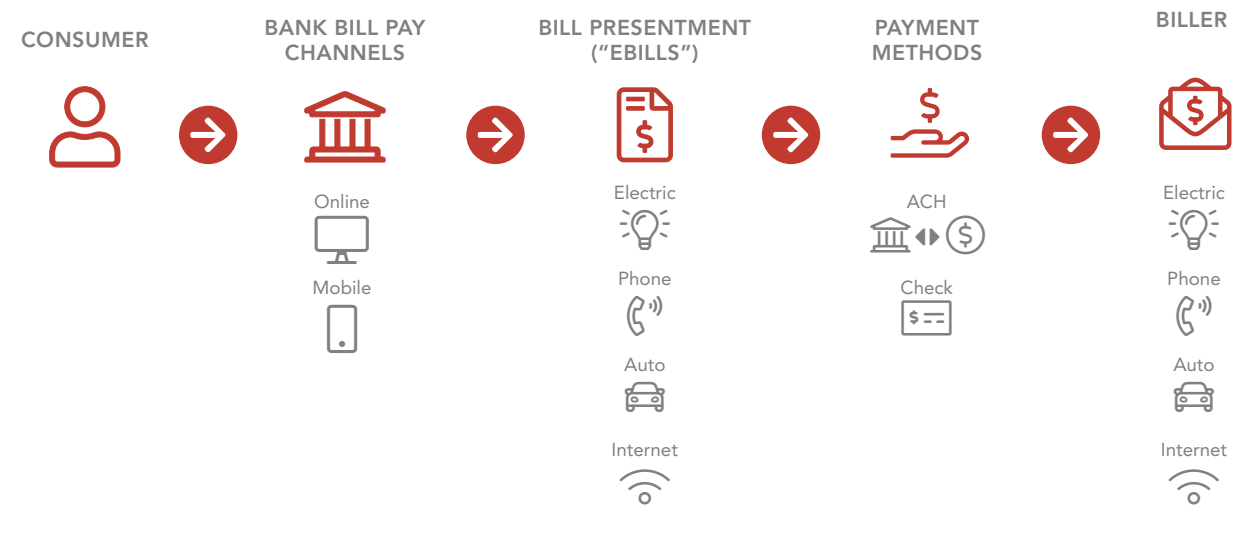 CONSUMER
BANK BILL PAY
CHANNELS
Online
Mobile
BILL PRESENTMENT
(“EBILLS”)
$
Electric
Phone
Auto
Internet
PAYMENT
METHODS
$
ACH
$
Check
$
BILLER
$
Electric
Phone
Auto
Internet